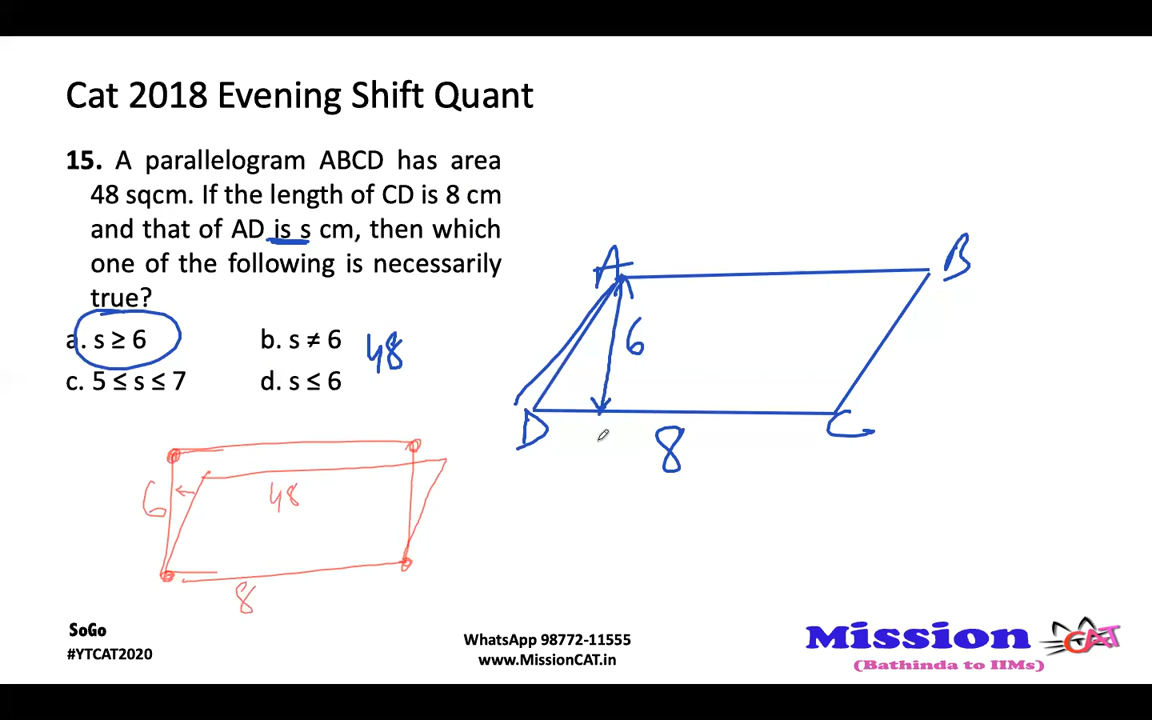 Cat 2018 Evening Shift Quant
15. A parallelogram ABCD has area
48 sqcm. If the length of CD is 8 cm
and that of AD is s cm, then which
one of the following is necessarily
true?
a. s ≥ 6 b. s ≠ 6
c. 5 ≤ s ≤ 7 d. s ≤ 6
48
A
B
6
D
C
8
6
48
8
SoGo
#YTCAT2020
WhatsApp 98772-11555
www.MissionCAT.in
Mission CAT
(Bathinda to IIMs)